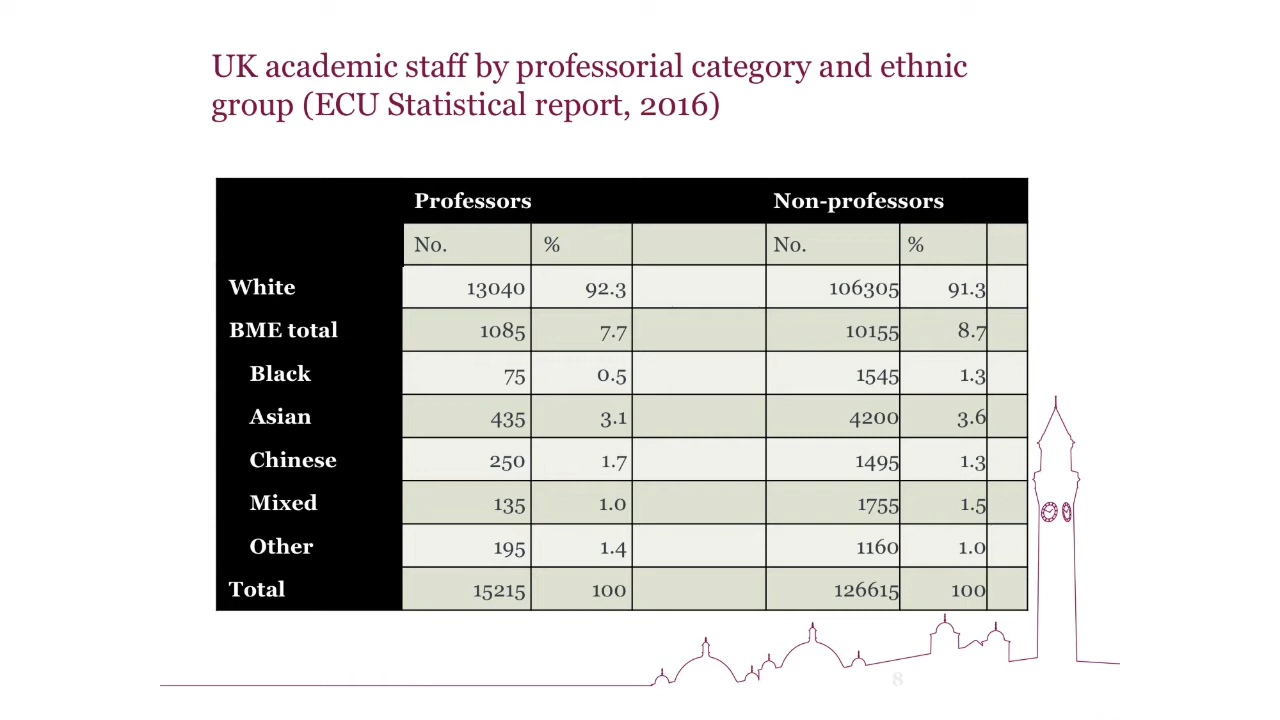 UK academic staff by professorial category and ethnic
group (ECU Statistical report, 2016)
Professors Non-professors
No. % No. %
White 13040 92.3 106305 91.3
BME total 1085 7.7 10155 8.7
Black 75 0.5 1545 1.3
Asian 435 3.1 4200 3.6
Chinese 250 1.7 1495 1.3
Mixed 135 1.0 1755 1.5
Other 195 1.4 1160 1.0
Total 15215 100 126615 100
8